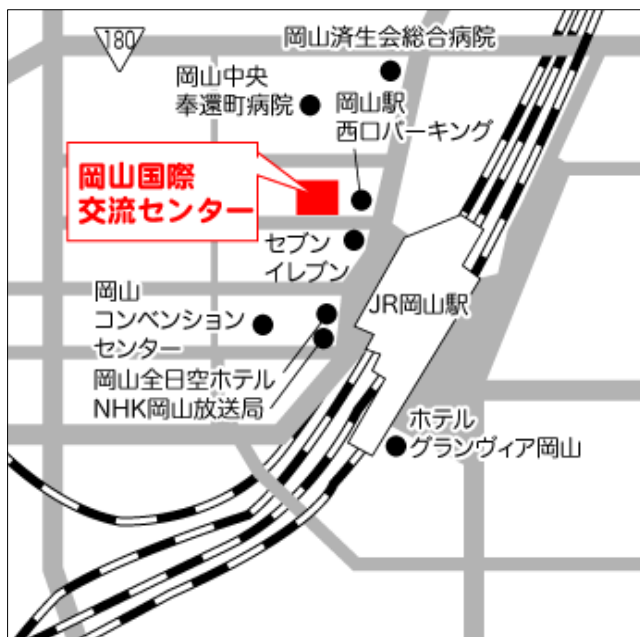 180
岡山済生会総合病院
岡山中央
奉還町病院
岡山駅
西口パーキング
岡山国際
交流センター
セブン
イレブン
岡山
コンベンション
センター
JR岡山駅
岡山全日空ホテル
NHK岡山放送局
ホテル
グランヴィア岡山